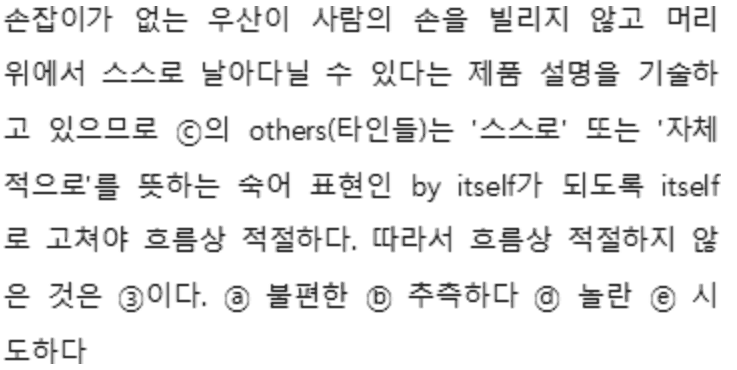 손잡이가 없는 우산이 사람의 손을 빌리지 않고 머리
위에서 스스로 날아다닐 수 있다는 제품 설명을 기술하
고 있으므로 ⓒ의 others(타인들)는 '스스로' 또는 '자체
적으로'를 뜻하는 숙어 표현인 by itself가 되도록 itself
로 고쳐야 흐름상 적절하다. 따라서 흐름상 적절하지 않
은 것은 ③이다. ⓐ 불편한 ⓑ 추측하다 ⓓ 놀란 ⓔ 시
도하다